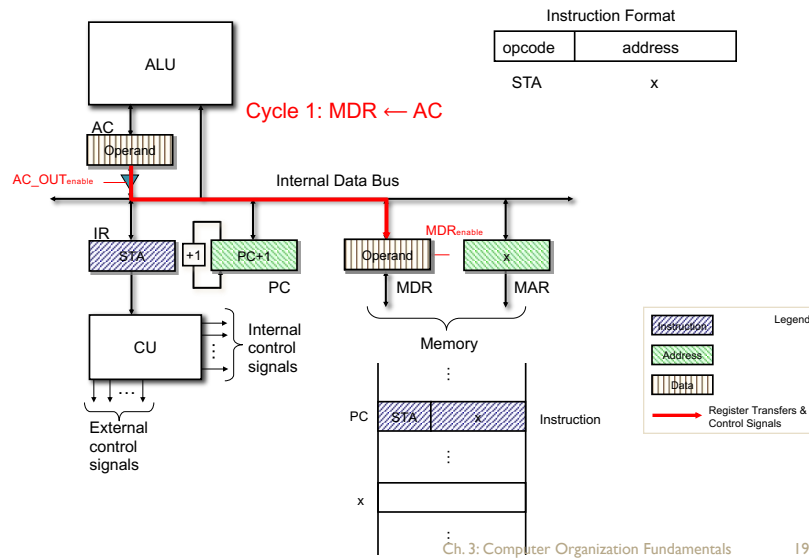 Instruction Format
opcode
address
STA
x
ALU
Cycle 1: MDR ⟵ AC
AC
Operand
AC_OUTenable
Internal Data Bus
IR
STA
+1
PC+1
PC
Operand
MDRenable
MDR
x
MAR
CU
Internal
control
signals
...
External
control
signals
Memory
PC
STA
x
Instruction
x
Legend
Instruction
Address
Data
Register Transfers &
Control Signals
Ch. 3: Computer Organization Fundamentals
19